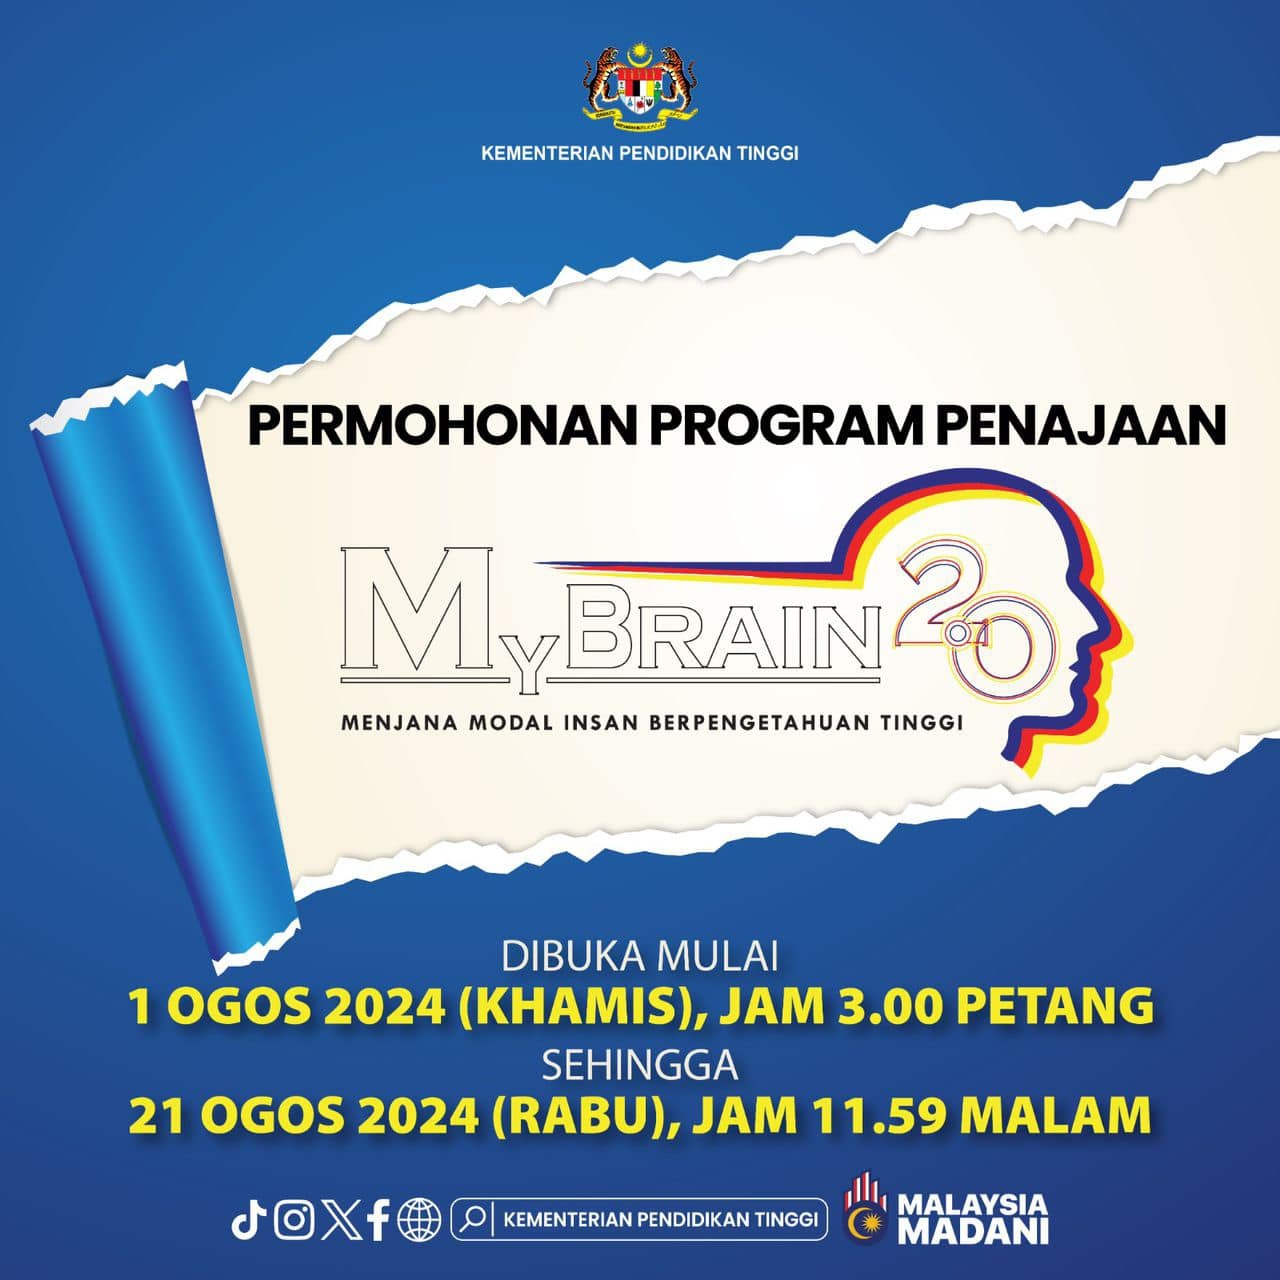 KEMENTERIAN PENDIDIKAN TINGGI
PERMOHONAN PROGRAM PENAJAAN
MYBRAIN 2.0
MENJANA MODAL INSAN BERPENGETAHUAN TINGGI
DIBUKA MULAI
1 OGOS 2024 (KHAMIS), JAM 3.00 PETANG
SEHINGGA
21 OGOS 2024 (RABU), JAM 11.59 MALAM
KEMENTERIAN PENDIDIKAN TINGGI
MALAYSIA
MADANI